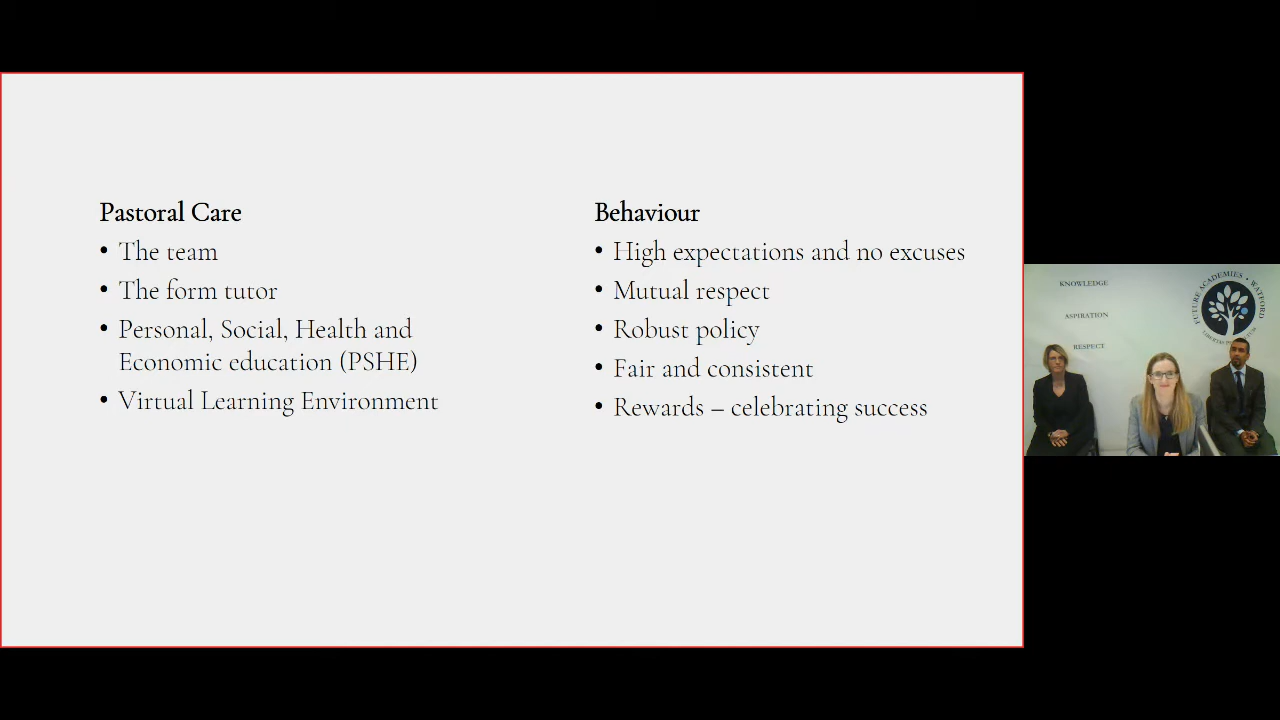 Pastoral Care
• The team
• The form tutor
• Personal, Social, Health and
Economic education (PSHE)
• Virtual Learning Environment
Behaviour
• High expectations and no excuses
• Mutual respect
• Robust policy
• Fair and consistent
• Rewards – celebrating success
KNOWLEDGE
ASPIRATION
RESPECT
FUTURE ACADEMIES • WATFORD